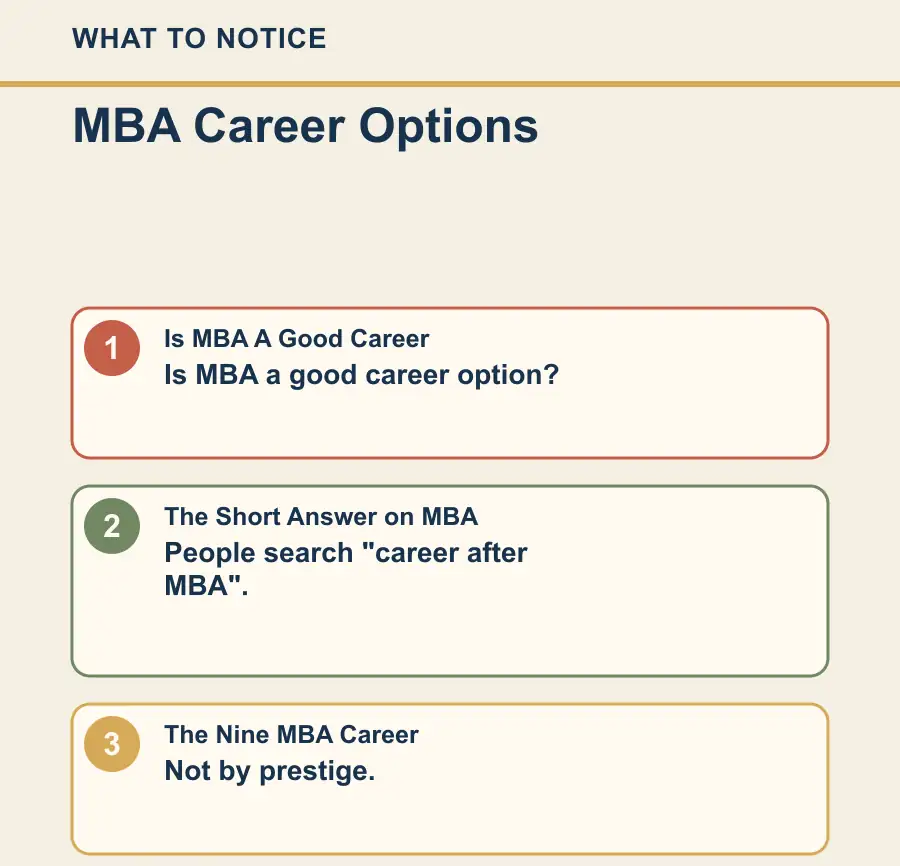 WHAT TO NOTICE
MBA Career Options
1
Is MBA A Good Career
Is MBA a good career option?
2
The Short Answer on MBA
People search "career after
MBA".
3
The Nine MBA Career
Not by prestige.